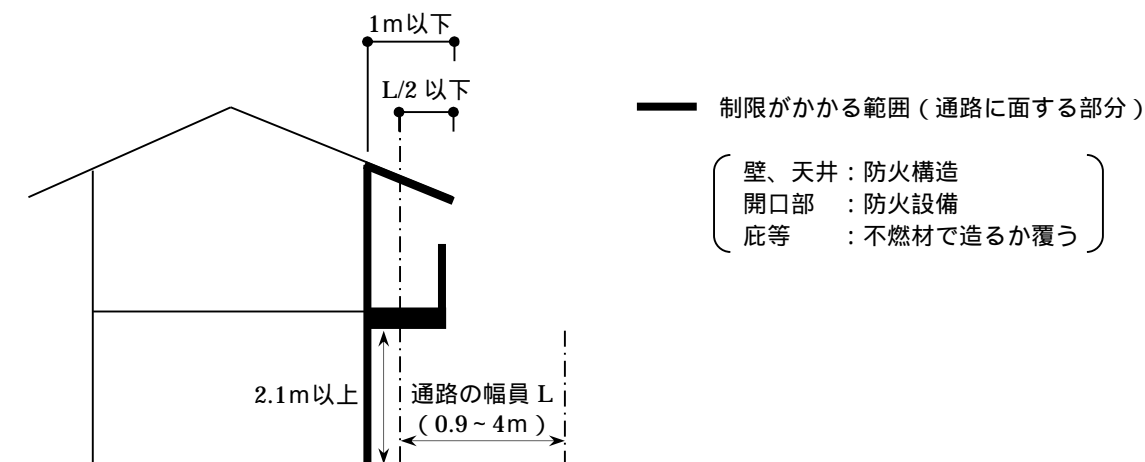 1m以下
L/2 以下
制限がかかる範囲(通路に面する部分)
壁、天井:防火構造
開口部 :防火設備
庇等 :不燃材で造るか覆う
2.1m以上
通路の幅員 L
(0.9~4m)